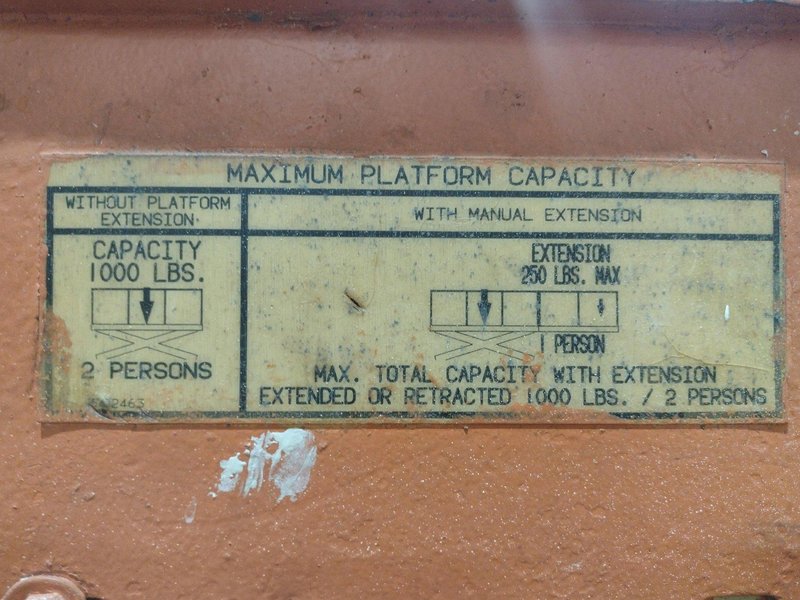 MAXIMUM PLATFORM CAPACITY
WITHOUT PLATFORM
EXTENSION
WITH MANUAL EXTENSION
CAPACITY
1000 LBS.
2 PERSONS
EXTENSION
250 LBS. MAX
1 PERSON
MAX. TOTAL CAPACITY WITH EXTENSION
EXTENDED OR RETRACTED 1000 LBS. / 2 PERSONS